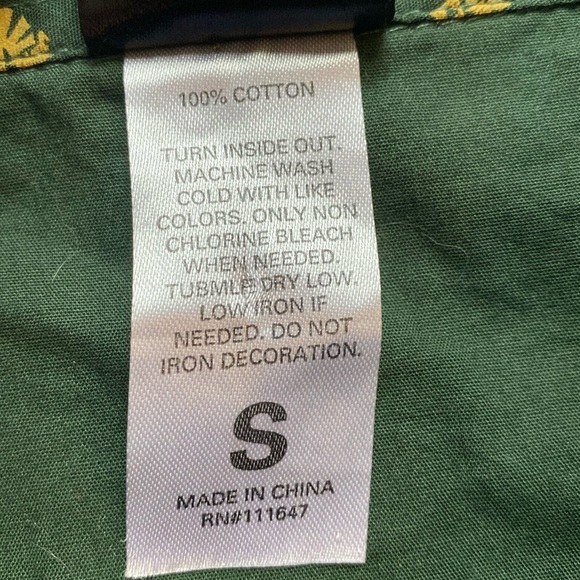 100% COTTON
TURN INSIDE OUT.
MACHINE WASH
COLD WITH LIKE
COLORS. ONLY NON
CHLORINE BLEACH
WHEN NEEDED.
TUBMLE DRY LOW.
LOW IRON IF
NEEDED. DO NOT
IRON DECORATION.
S
MADE IN CHINA
RN#111647